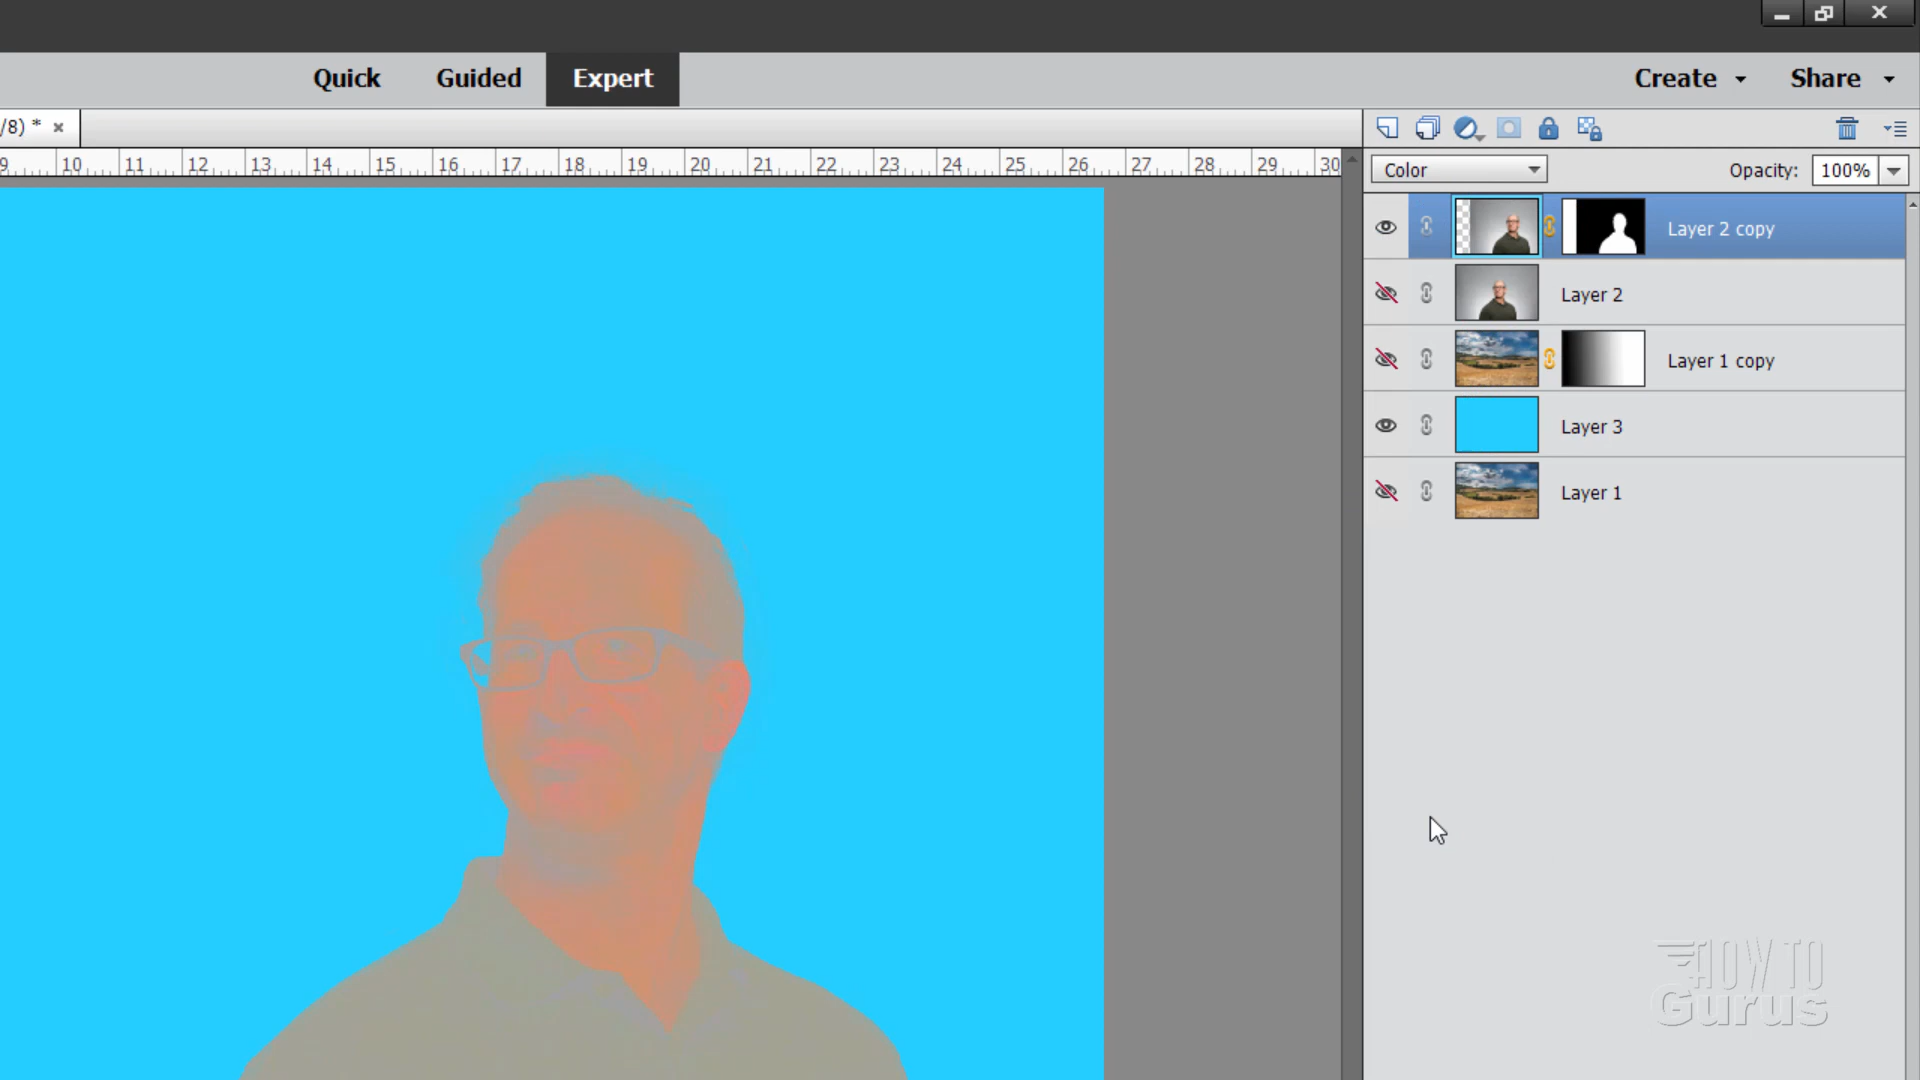 Quick Guided Expert Create Share
/8) * ×
9 10 11 12 13 14 15 16 17 18 19 20 21 22 23 24 25 26 27 28 29 30
Color Opacity: 100%
Layer 2 copy
Layer 2
Layer 1 copy
Layer 3
Layer 1
HOW TO
Gurus